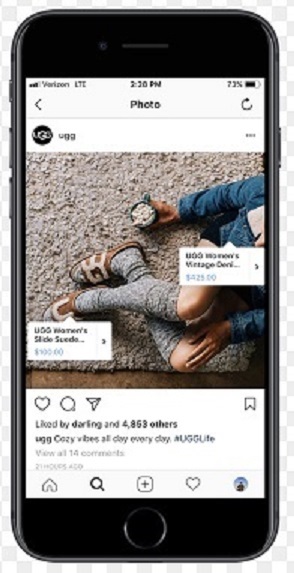 Verizon LTE 3:20 PM 73%
Photo
UGG ugg
UGG Women's
Vintage Deni...
$425.00
UGG Women's
Slide Suede...
$100.00
Liked by darling and 4,853 others
ugg Cozy vibes all day every day. #UGGLife
View all 14 comments
21 HOURS AGO